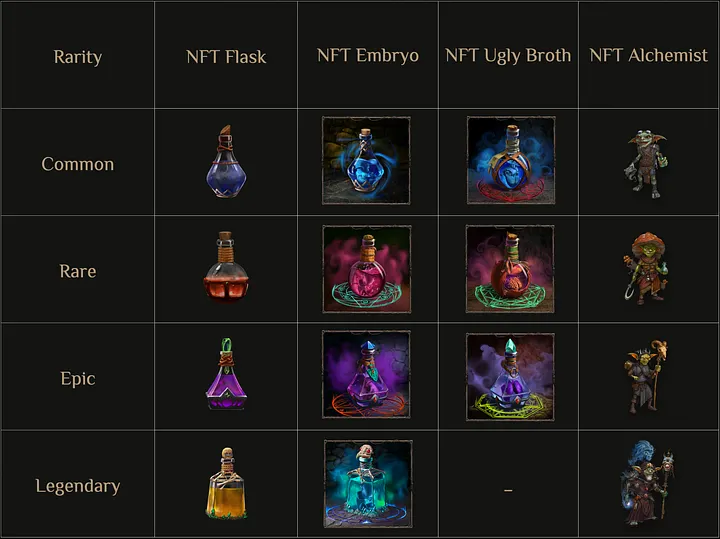 Rarity NFT Flask NFT Embryo NFT Ugly Broth NFT Alchemist
Common
Rare
Epic
Legendary –